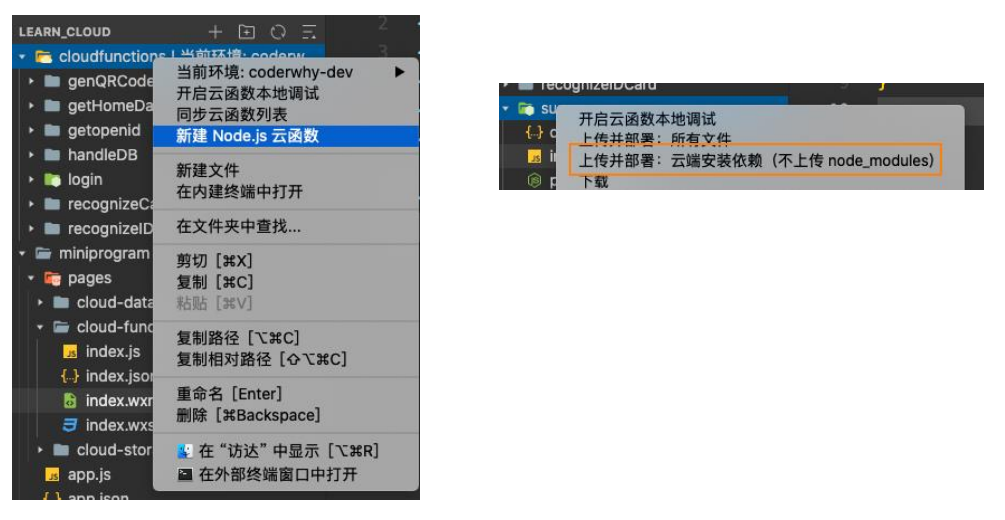 LEARN_CLOUD
2
cloudfunctions | 当前环境: coderw
3
genQRCode
getHomeDa
getopenid
handleDB
login
recognizeCa
recognizeID
miniprogram
pages
cloud-data
cloud-func
index.js
index.json
index.wxm
index.wxs
cloud-stor
app.js
app.json
当前环境: coderwhy-dev
开启云函数本地调试
同步云函数列表
新建 Node.js 云函数
新建文件
在内建终端中打开
在文件夹中查找...
剪切 [⌘X]
复制 [⌘C]
粘贴 [⌘V]
复制路径 [⌥⌘C]
复制相对路径 [⇧⌥⌘C]
重命名 [Enter]
删除 [⌘Backspace]
在 “访达” 中显示 [⌥⌘R]
在外部终端窗口中打开
recognizeIDCard
su
开启云函数本地调试
上传并部署：所有文件
上传并部署：云端安装依赖（不上传 node_modules）
下载